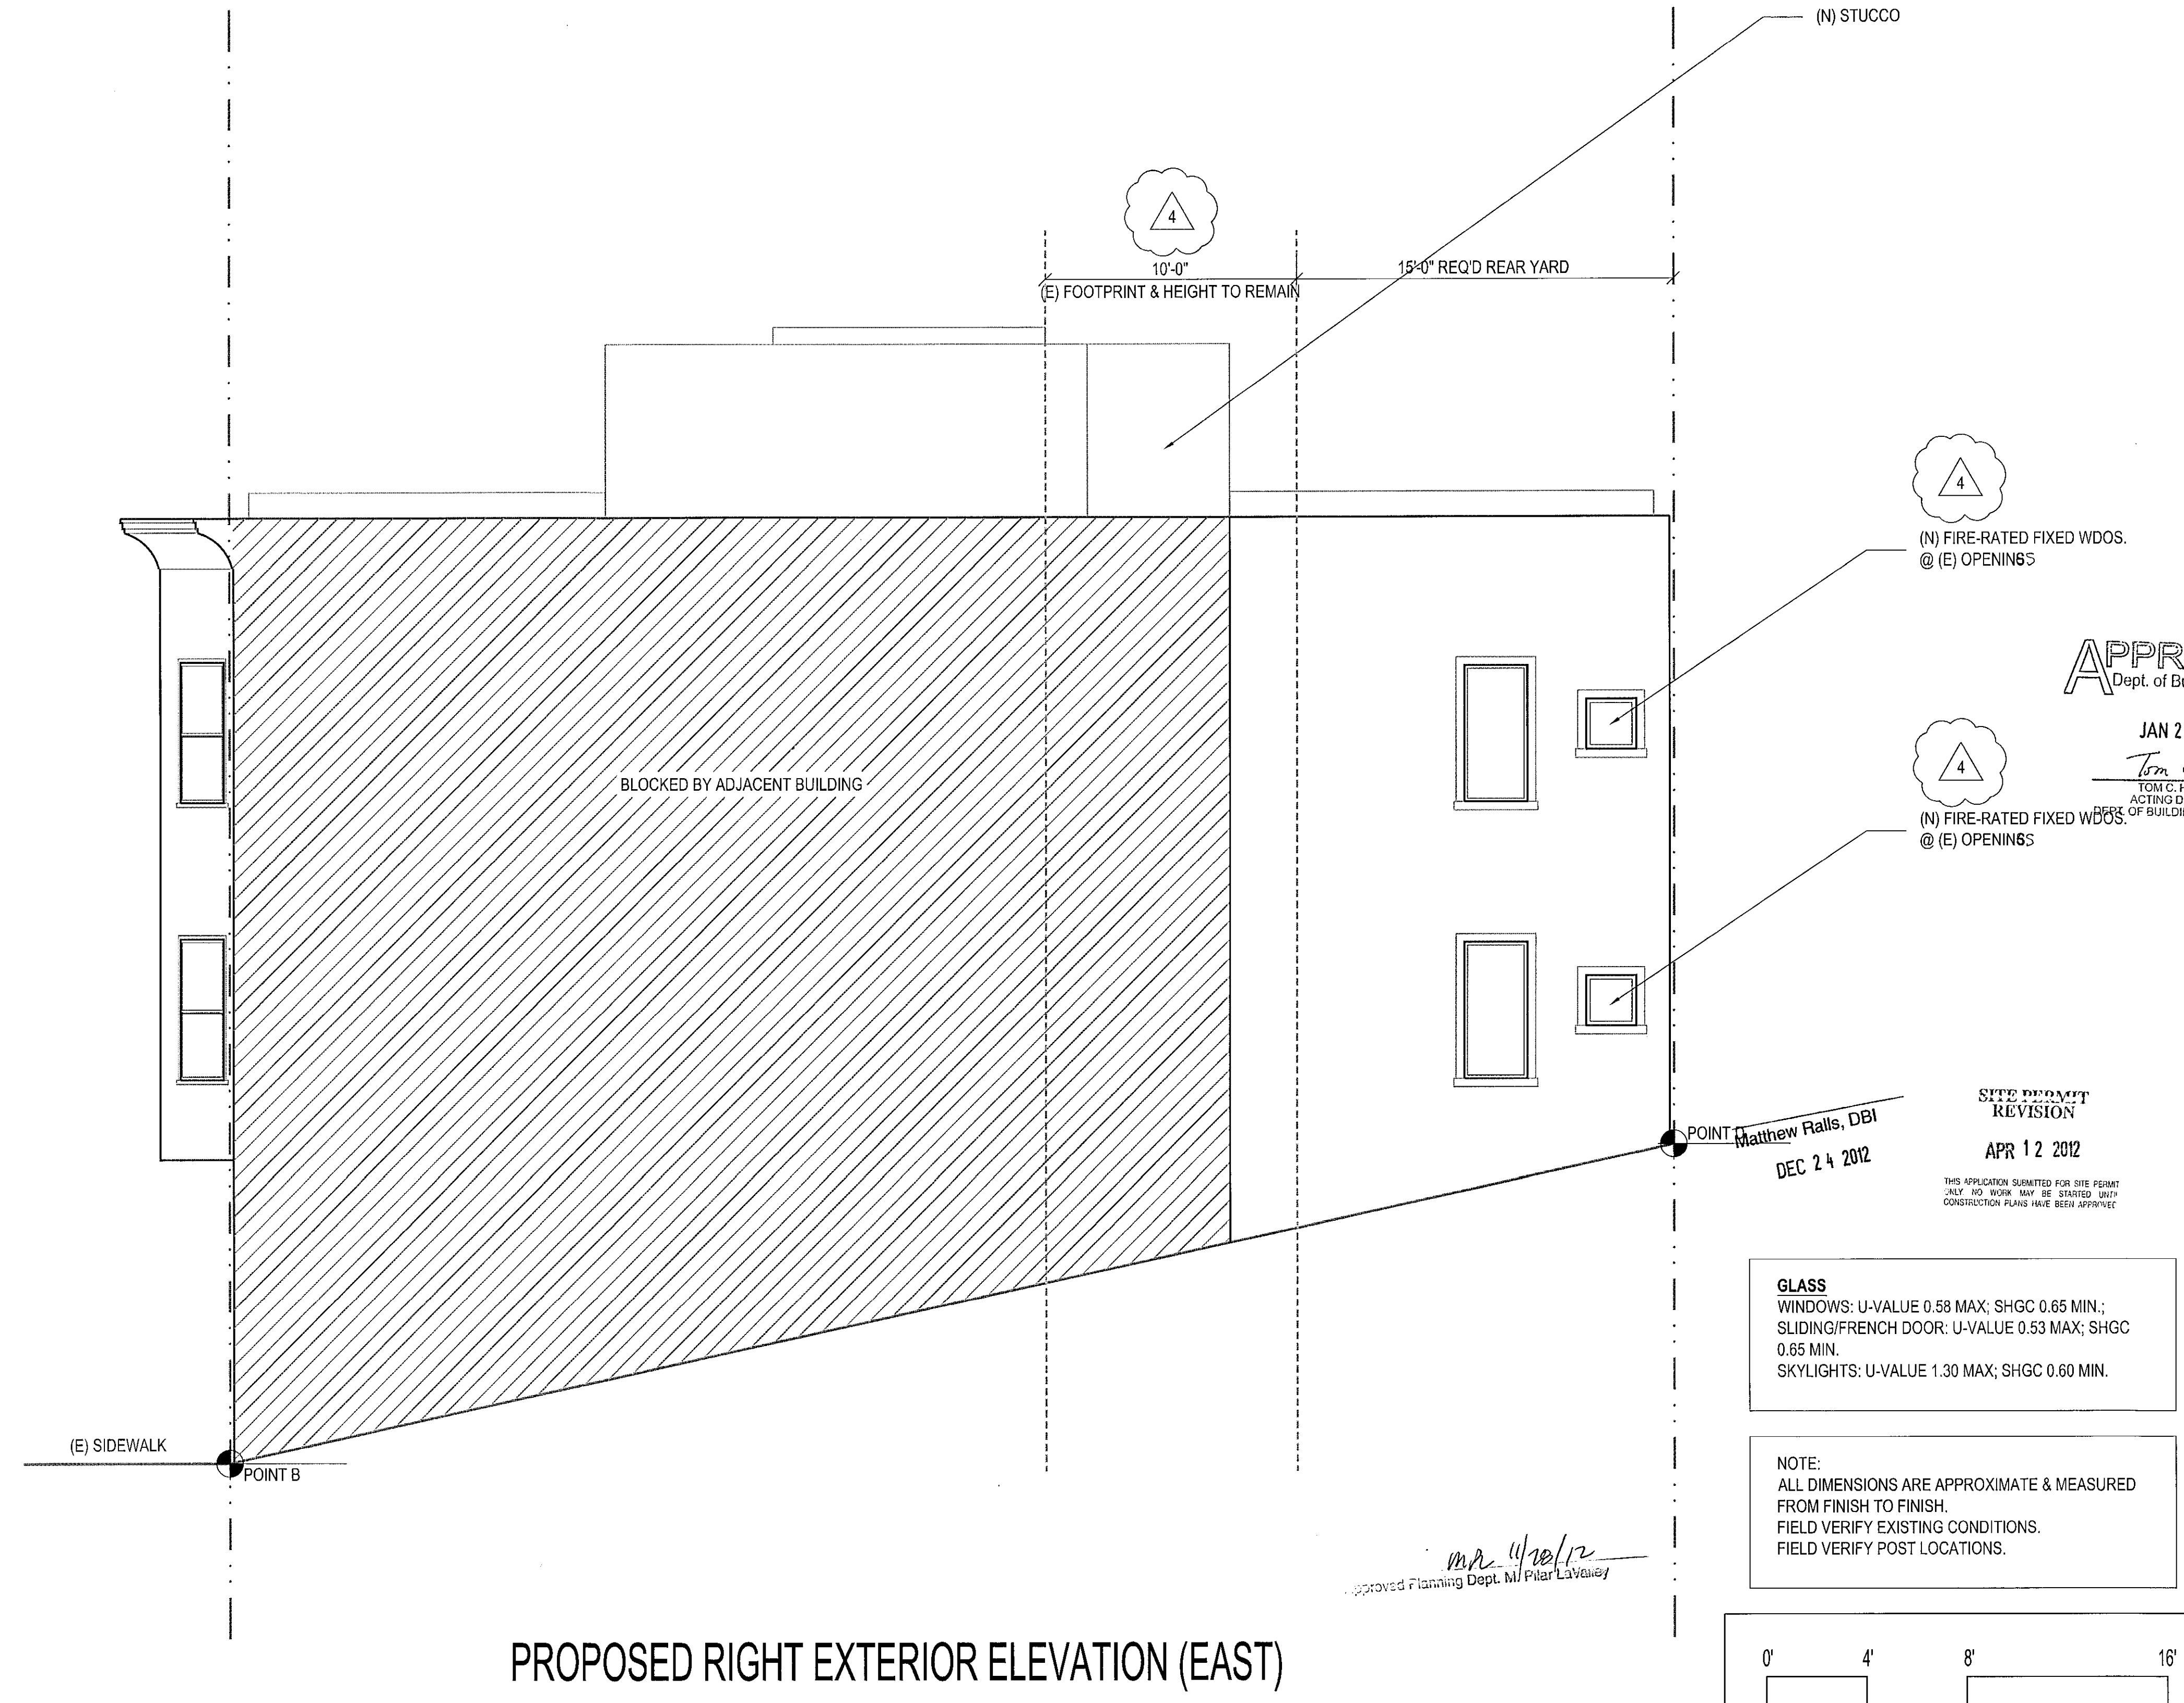 (N) STUCCO
4
10'-0"
15'-0" REQ'D REAR YARD
(E) FOOTPRINT & HEIGHT TO REMAIN
4
(N) FIRE-RATED FIXED WDOS.
@ (E) OPENINGS
APPR
Dept. of Bu
JAN 2
Tom
TOM C. H
ACTING D
DEPT. OF BUILDI
4
(N) FIRE-RATED FIXED WDOS.
@ (E) OPENINGS
BLOCKED BY ADJACENT BUILDING
POINT D
Matthew Ralls, DBI
DEC 24 2012
SITE PERMIT
REVISION
APR 12 2012
THIS APPLICATION SUBMITTED FOR SITE PERMIT
ONLY. NO WORK MAY BE STARTED UNTIL
CONSTRUCTION PLANS HAVE BEEN APPROVED
GLASS
WINDOWS: U-VALUE 0.58 MAX; SHGC 0.65 MIN.;
SLIDING/FRENCH DOOR: U-VALUE 0.53 MAX; SHGC
0.65 MIN.
SKYLIGHTS: U-VALUE 1.30 MAX; SHGC 0.60 MIN.
(E) SIDEWALK
POINT B
NOTE:
ALL DIMENSIONS ARE APPROXIMATE & MEASURED
FROM FINISH TO FINISH.
FIELD VERIFY EXISTING CONDITIONS.
FIELD VERIFY POST LOCATIONS.
11/28/12
Approved Planning Dept. M. Pilar LaValley
PROPOSED RIGHT EXTERIOR ELEVATION (EAST)
0' 4' 8' 16'